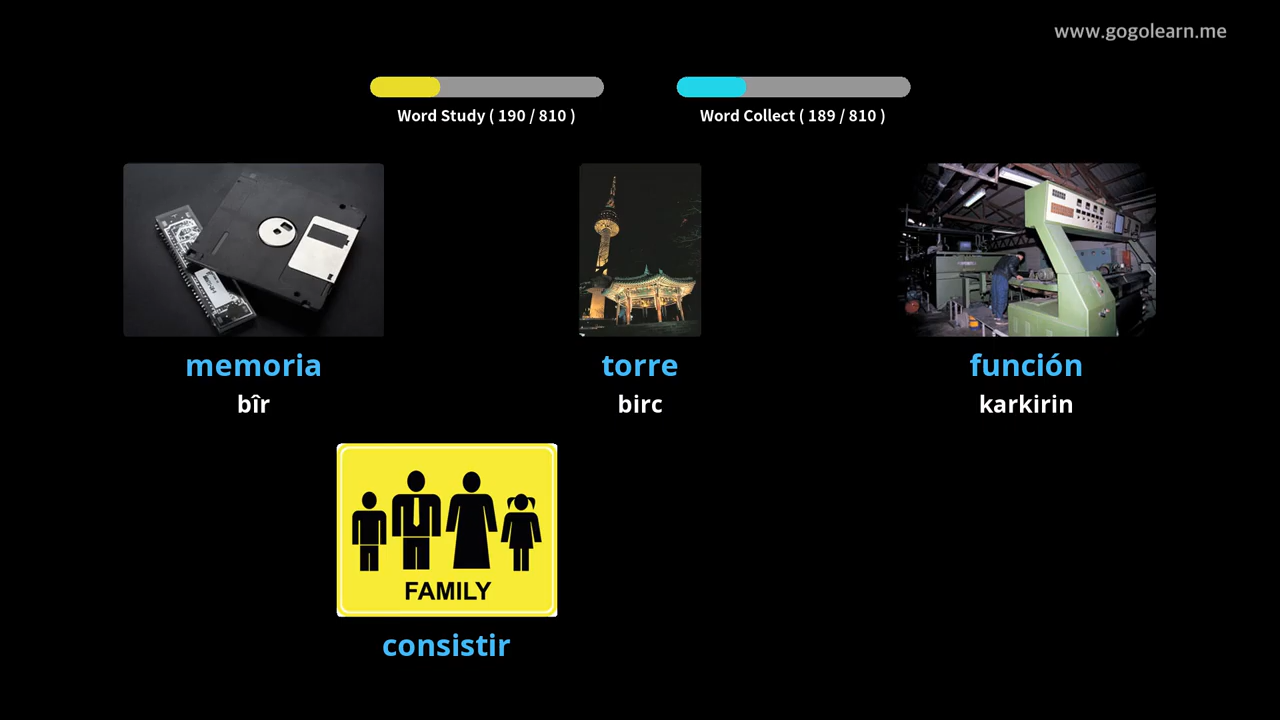 www.gogolearn.me
Word Study ( 190 / 810 )
Word Collect ( 189 / 810 )
memoria
bîr
torre
birc
función
karkirin
FAMILY
consistir